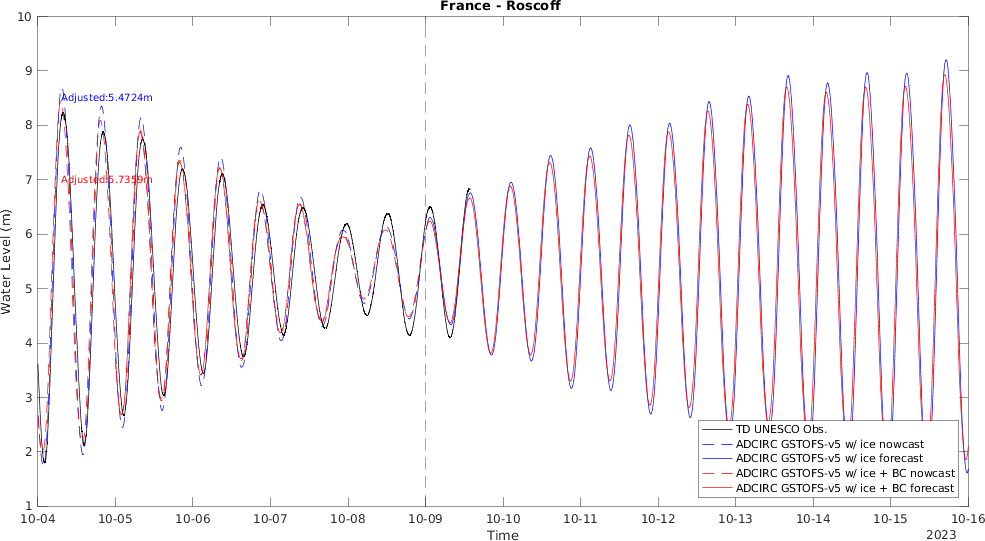 France - Roscoff
10
9
8
7
6
5
4
3
2
1
Water Level (m)
Adjusted:5.4724m
Adjusted:5.7359m
TD UNESCO Obs.
ADCIRC GSTOFS-v5 w/ ice nowcast
ADCIRC GSTOFS-v5 w/ ice forecast
ADCIRC GSTOFS-v5 w/ ice + BC nowcast
ADCIRC GSTOFS-v5 w/ ice + BC forecast
10-04 10-05 10-06 10-07 10-08 10-09 10-10 10-11 10-12 10-13 10-14 10-15 10-16
Time
2023